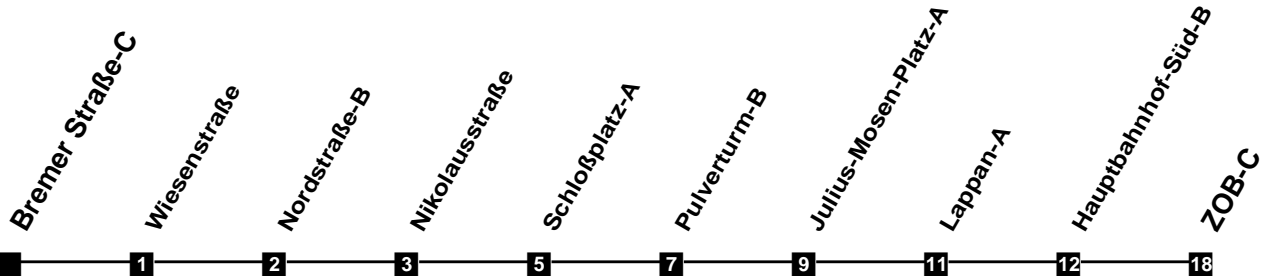 Bremer Straße-C
Wiesenstraße
Nordstraße-B
Nikolausstraße
Schloßplatz-A
Pulverturm-B
Julius-Mosen-Platz-A
Lappan-A
Hauptbahnhof-Süd-B
ZOB-C
1 2 3 5 7 9 11 12 18